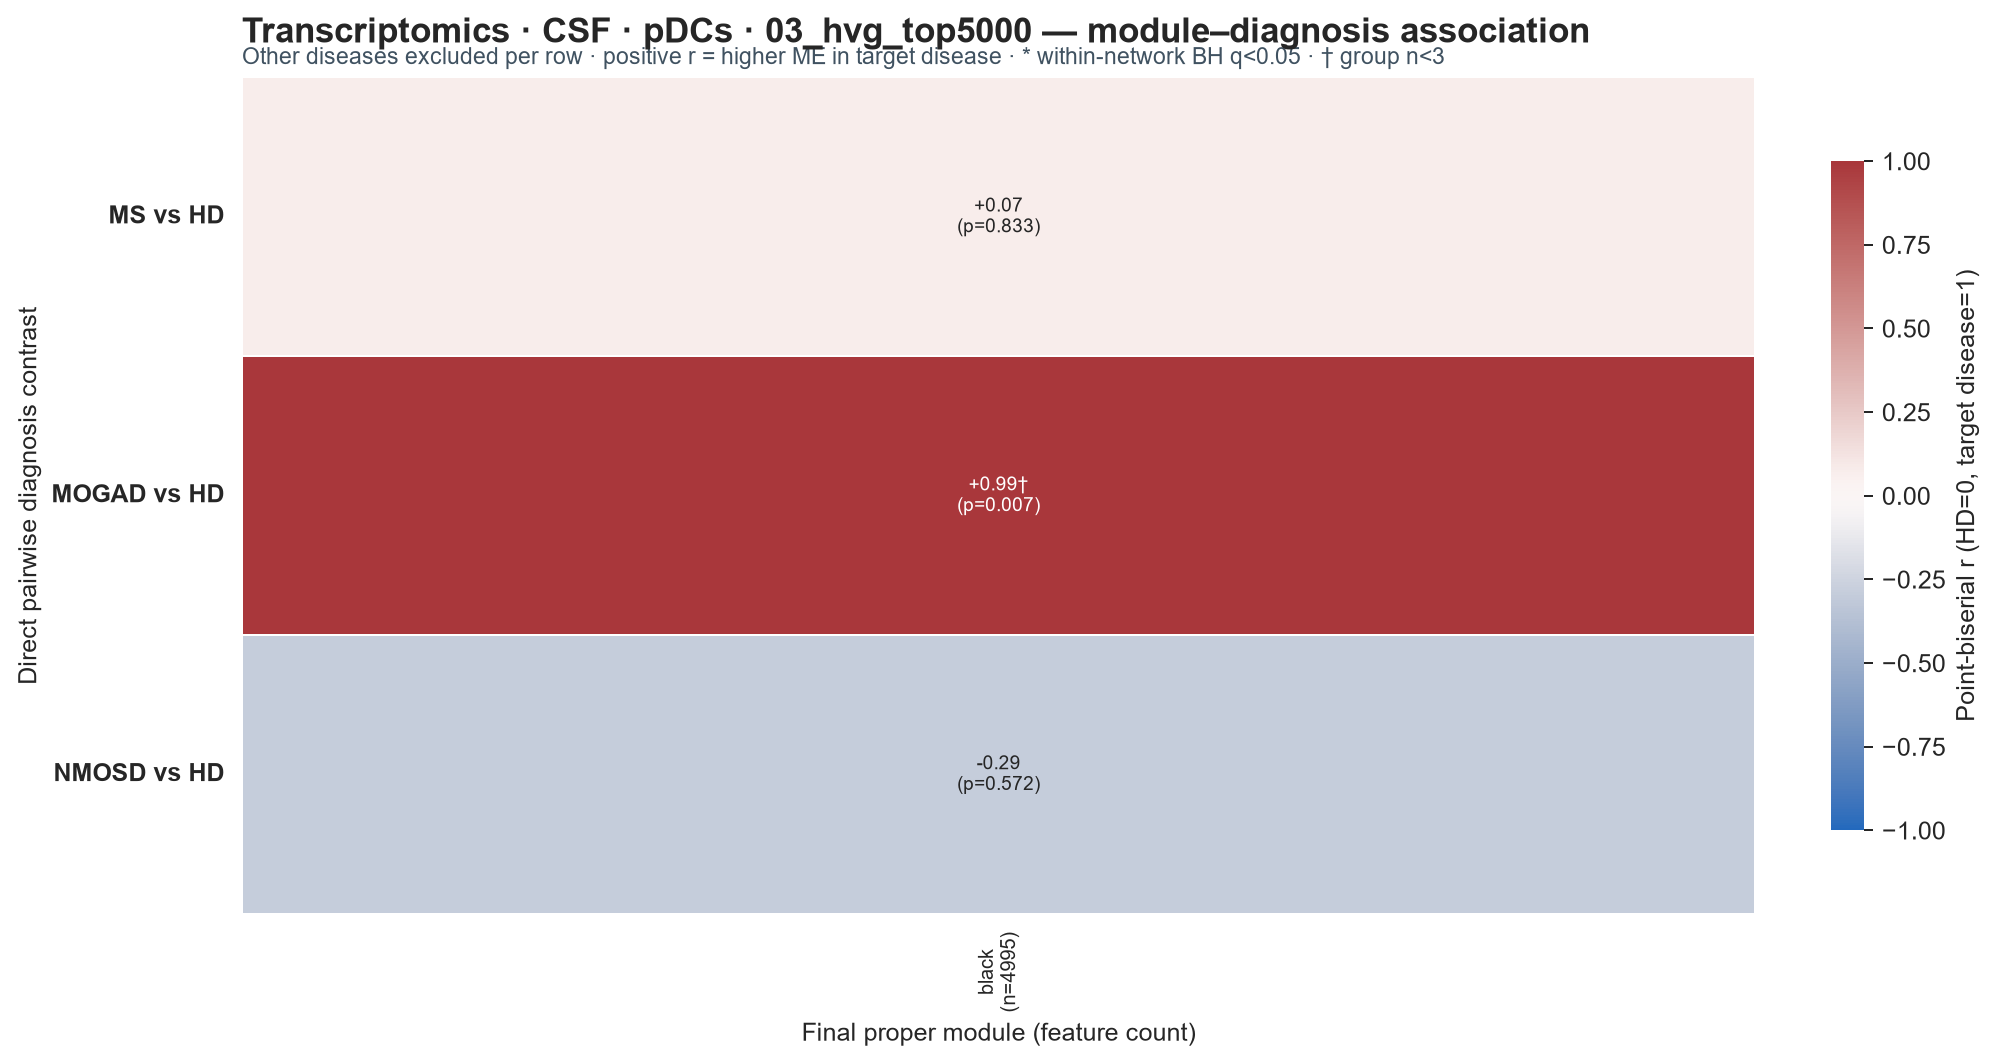 Transcriptomics · CSF · pDCs · 03_hvg_top5000 — module–diagnosis association
Other diseases excluded per row · positive r = higher ME in target disease · * within-network BH q<0.05 · † group n<3
Direct pairwise diagnosis contrast
MS vs HD
+0.07
(p=0.833)
MOGAD vs HD
+0.99†
(p=0.007)
NMOSD vs HD
-0.29
(p=0.572)
black
(n=4995)
Final proper module (feature count)
1.00
0.75
0.50
0.25
0.00
−0.25
−0.50
−0.75
−1.00
Point-biserial r (HD=0, target disease=1)